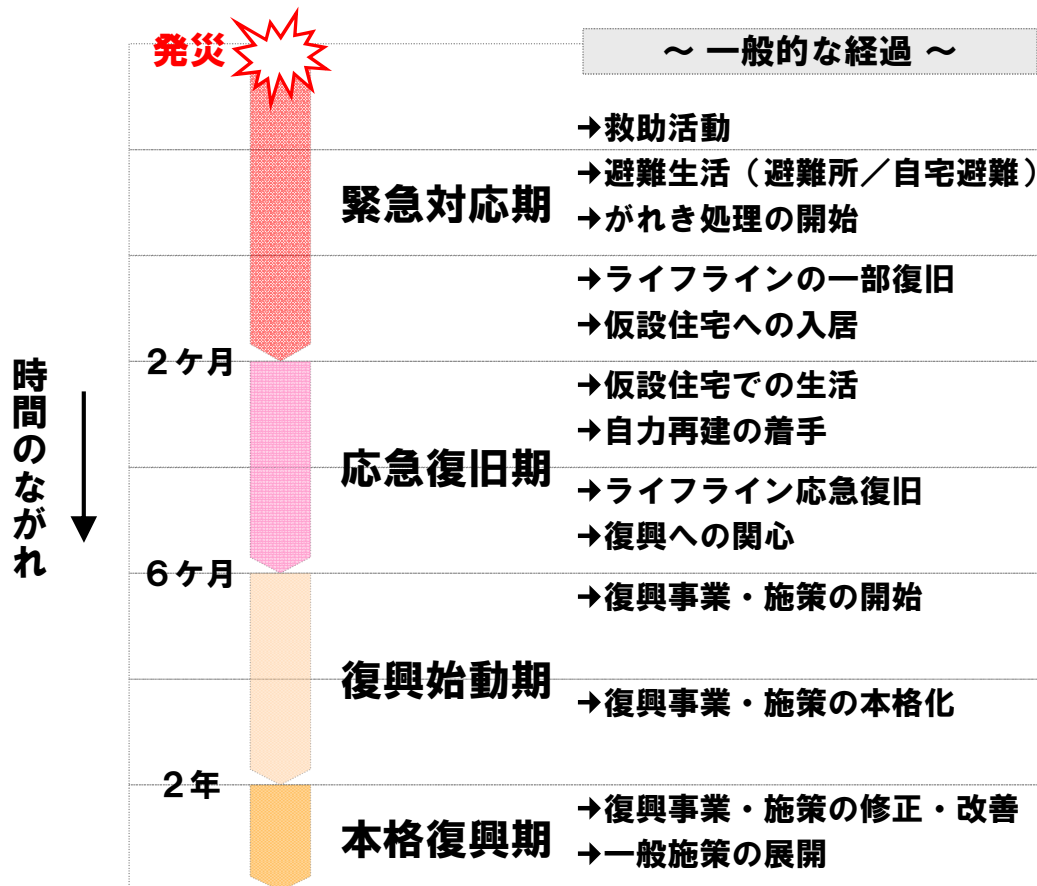 発災
～ 一般的な経過 ～
→救助活動
→避難生活（避難所／自宅避難）
緊急対応期
→がれき処理の開始
→ライフラインの一部復旧
→仮設住宅への入居
２ケ月
時間のながれ
→仮設住宅での生活
→自力再建の着手
応急復旧期
→ライフライン応急復旧
→復興への関心
６ケ月
→復興事業・施策の開始
復興始動期
→復興事業・施策の本格化
２年
→復興事業・施策の修正・改善
本格復興期
→一般施策の展開